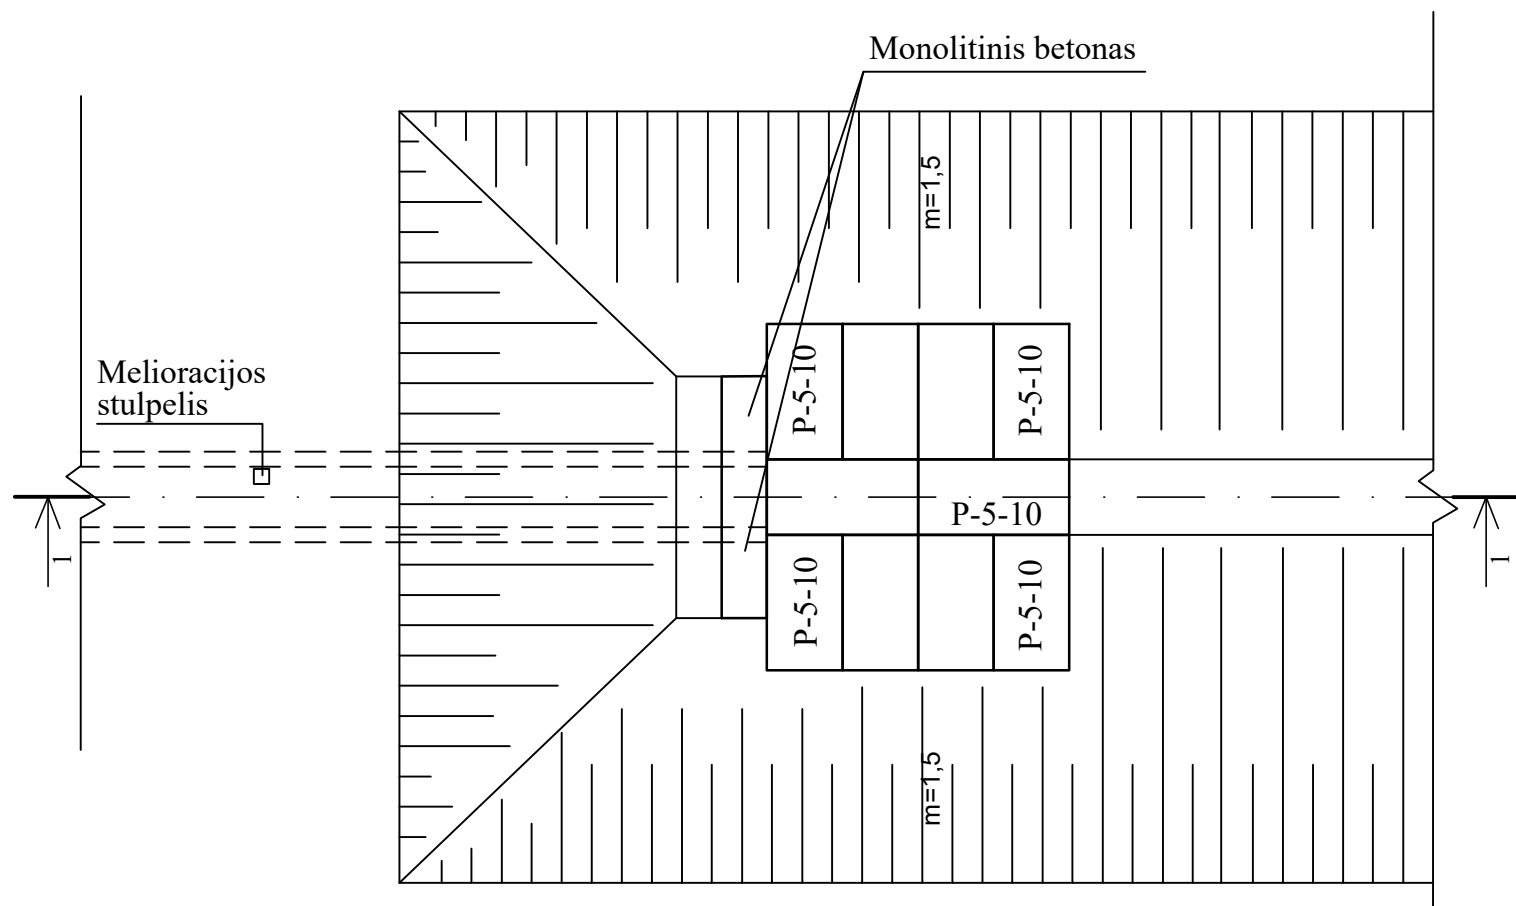 Monolitinis betonas
m=1,5
Melioracijos
stulpelis
P-5-10
P-5-10
P-5-10
P-5-10
P-5-10
1
1
m=1,5